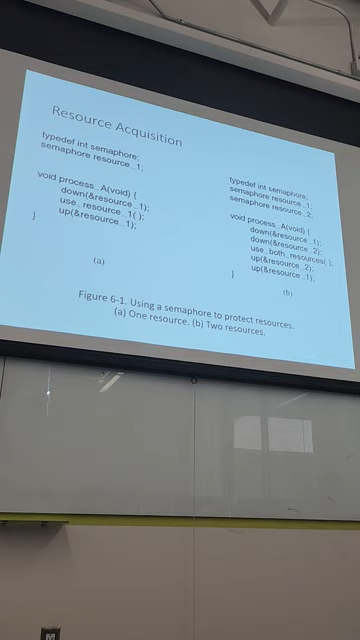 Resource Acquisition
typedef int semaphore;
semaphore resource_1;
void process_A(void) {
down(&resource_1);
use_resource_1( );
up(&resource_1);
}
(a)
typedef int semaphore;
semaphore resource_1;
semaphore resource_2;
void process_A(void) {
down(&resource_1);
down(&resource_2);
use_both_resources( );
up(&resource_2);
up(&resource_1);
}
(b)
Figure 6-1. Using a semaphore to protect resources.
(a) One resource. (b) Two resources.